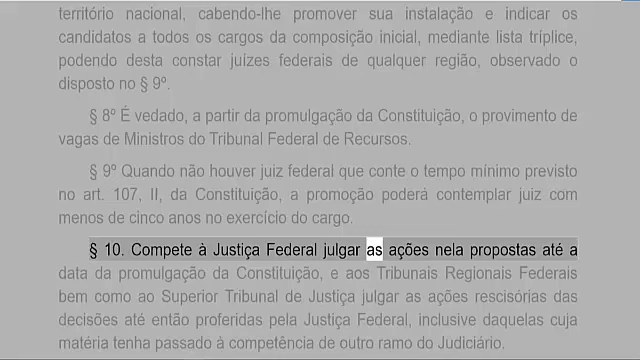 território nacional, cabendo-lhe promover sua instalação e indicar os
candidatos a todos os cargos da composição inicial, mediante lista tríplice,
podendo desta constar juízes federais de qualquer região, observado o
disposto no § 9º.
§ 8º É vedado, a partir da promulgação da Constituição, o provimento de
vagas de Ministros do Tribunal Federal de Recursos.
§ 9º Quando não houver juiz federal que conte o tempo mínimo previsto
no art. 107, II, da Constituição, a promoção poderá contemplar juiz com
menos de cinco anos no exercício do cargo.
§ 10. Compete à Justiça Federal julgar as ações nela propostas até a
data da promulgação da Constituição, e aos Tribunais Regionais Federais
bem como ao Superior Tribunal de Justiça julgar as ações rescisórias das
decisões até então proferidas pela Justiça Federal, inclusive daquelas cuja
matéria tenha passado à competência de outro ramo do Judiciário.